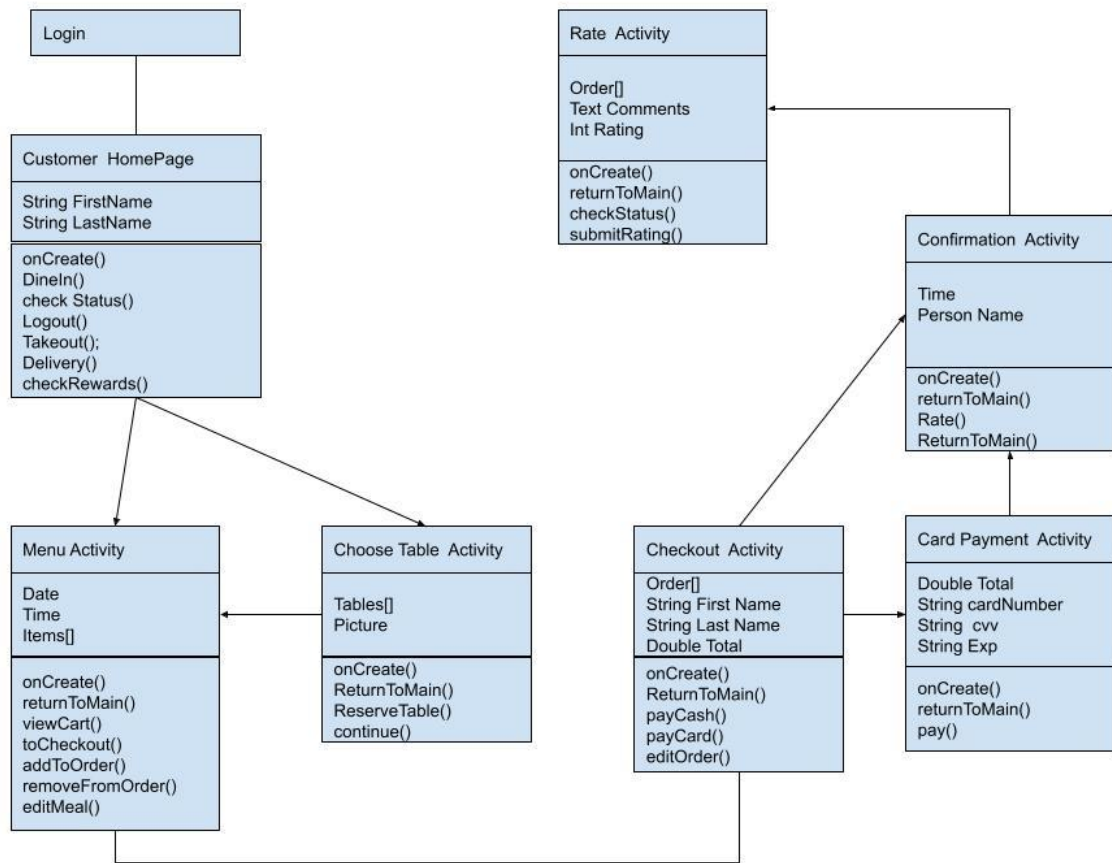 Login
Customer HomePage
String FirstName
String LastName
onCreate()
DineIn()
check Status()
Logout()
Takeout();
Delivery()
checkRewards()
Rate Activity
Order[]
Text Comments
Int Rating
onCreate()
returnToMain()
checkStatus()
submitRating()
Confirmation Activity
Time
Person Name
onCreate()
returnToMain()
Rate()
ReturnToMain()
Menu Activity
Date
Time
Items[]
onCreate()
returnToMain()
viewCart()
toCheckout()
addToOrder()
removeFromOrder()
editMeal()
Choose Table Activity
Tables[]
Picture
onCreate()
ReturnToMain()
ReserveTable()
continue()
Checkout Activity
Order[]
String First Name
String Last Name
Double Total
onCreate()
ReturnToMain()
payCash()
payCard()
editOrder()
Card Payment Activity
Double Total
String cardNumber
String cvv
String Exp
onCreate()
returnToMain()
pay()